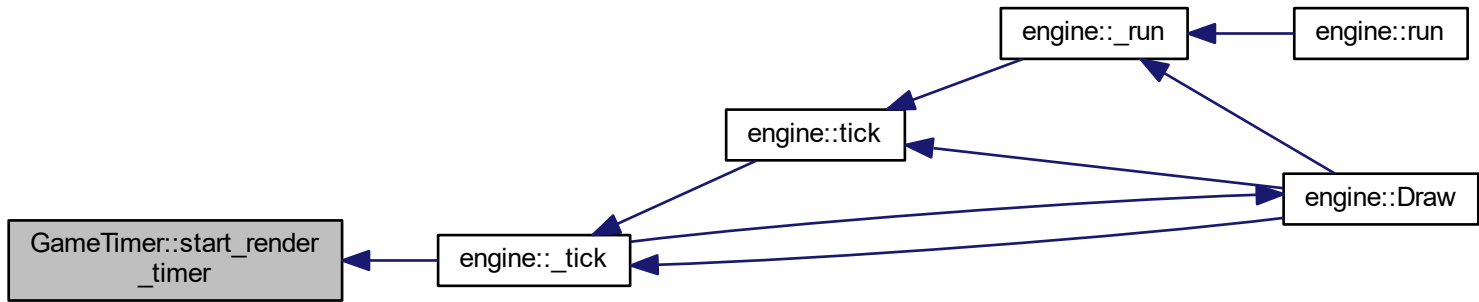 engine::_run
engine::run
engine::tick
engine::Draw
GameTimer::start_render
_timer
engine::_tick